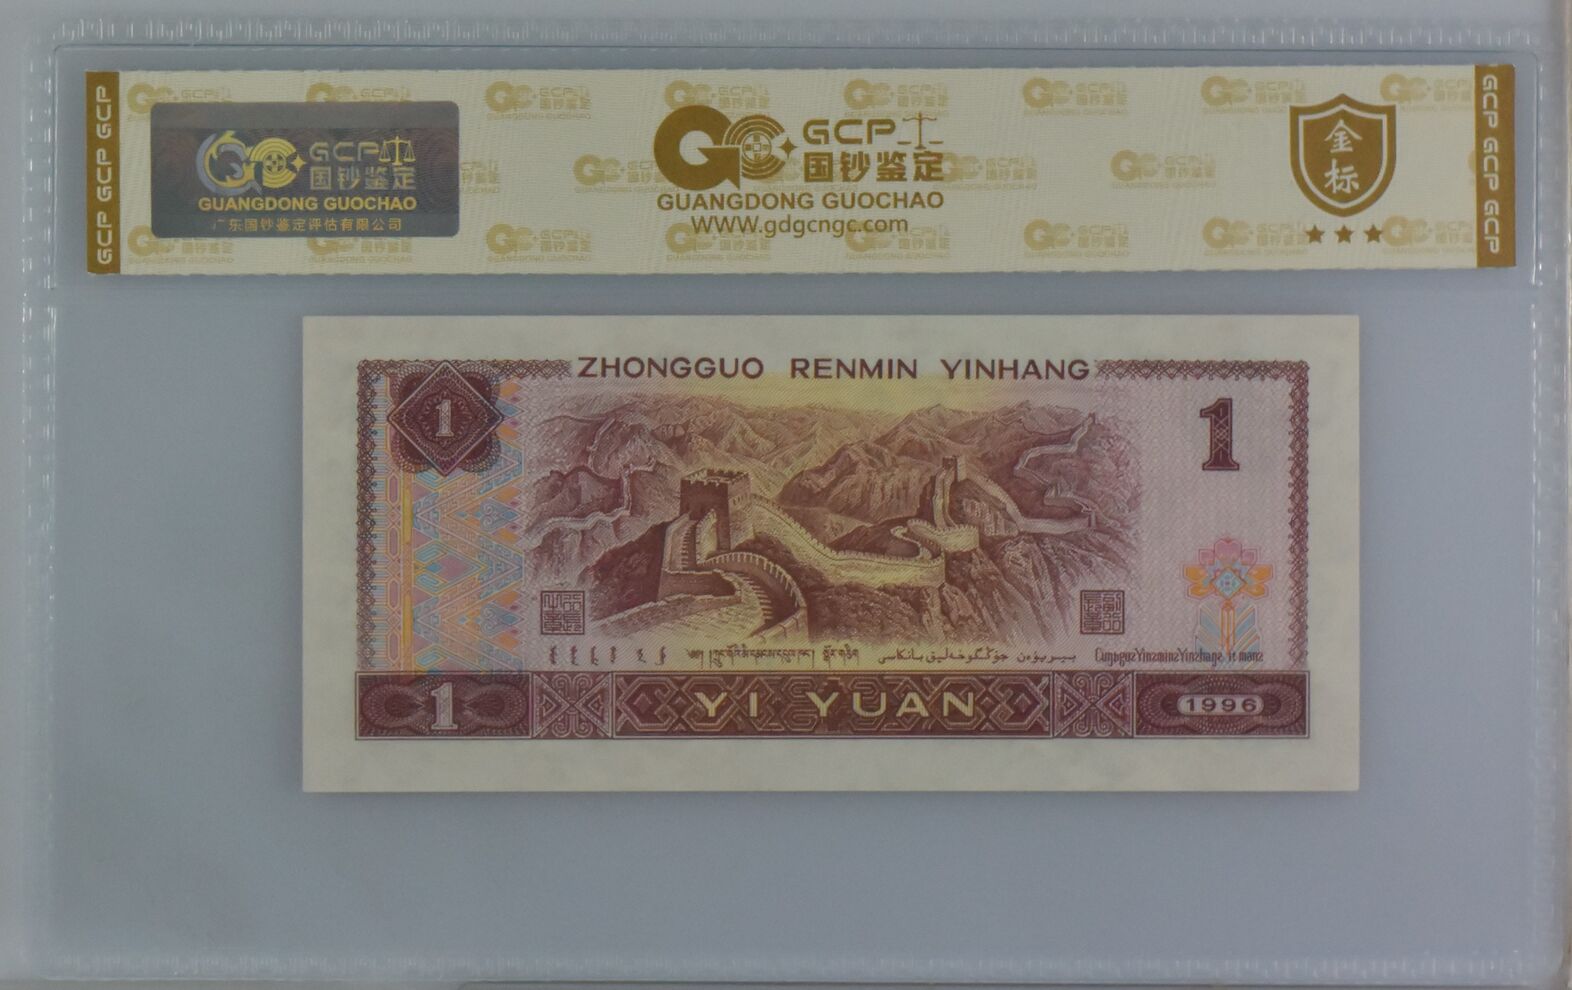 GCP GCP GCP
GCP
国钞鉴定
GUANGDONG GUOCHAO
广东国钞鉴定评估有限公司
GCP
国钞鉴定
GUANGDONG GUOCHAO
WWW.gdgcngc.com
金标
GCP GCP GCP
ZHONGGUO RENMIN YINHANG
1
1
1
YI YUAN
1996